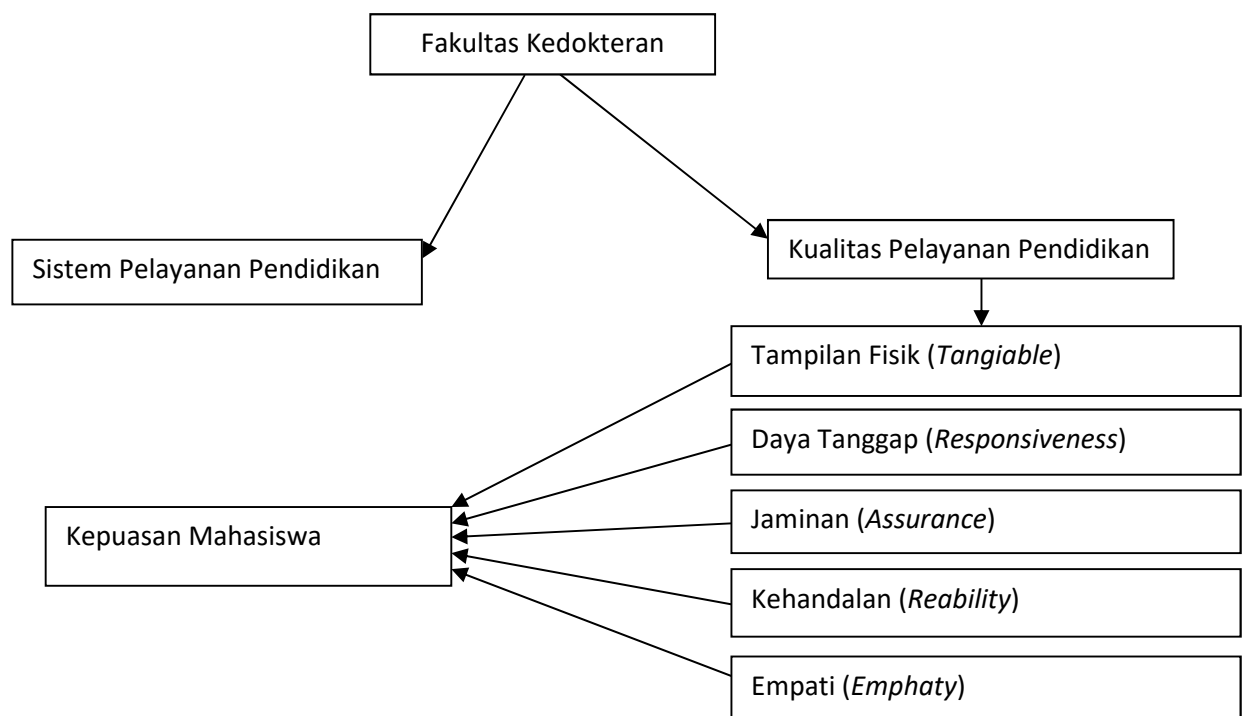 Fakultas Kedokteran
Sistem Pelayanan Pendidikan
Kualitas Pelayanan Pendidikan
Tampilan Fisik (Tangiable)
Daya Tanggap (Responsiveness)
Kepuasan Mahasiswa
Jaminan (Assurance)
Kehandalan (Reability)
Empati (Emphaty)